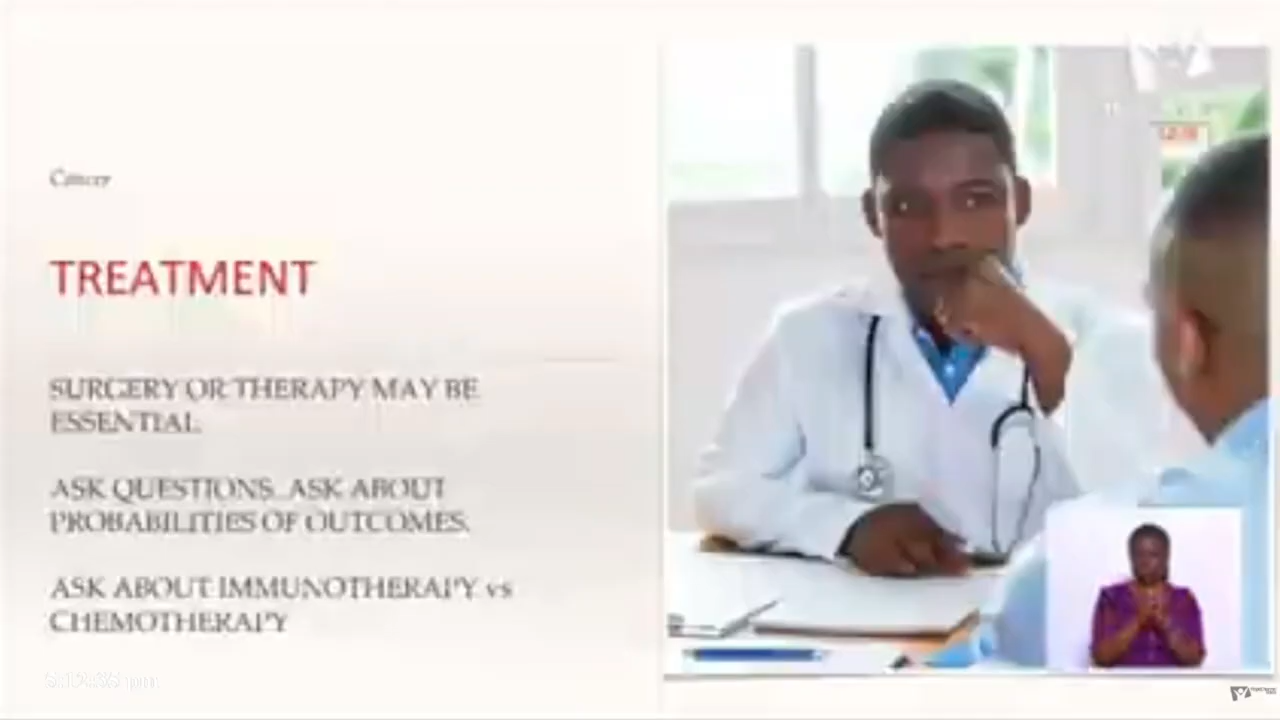 Cancer
TREATMENT
SURGERY OR THERAPY MAY BE
ESSENTIAL
ASK QUESTIONS. ASK ABOUT
PROBABILITIES OF OUTCOMES.
ASK ABOUT IMMUNOTHERAPY vs
CHEMOTHERAPY